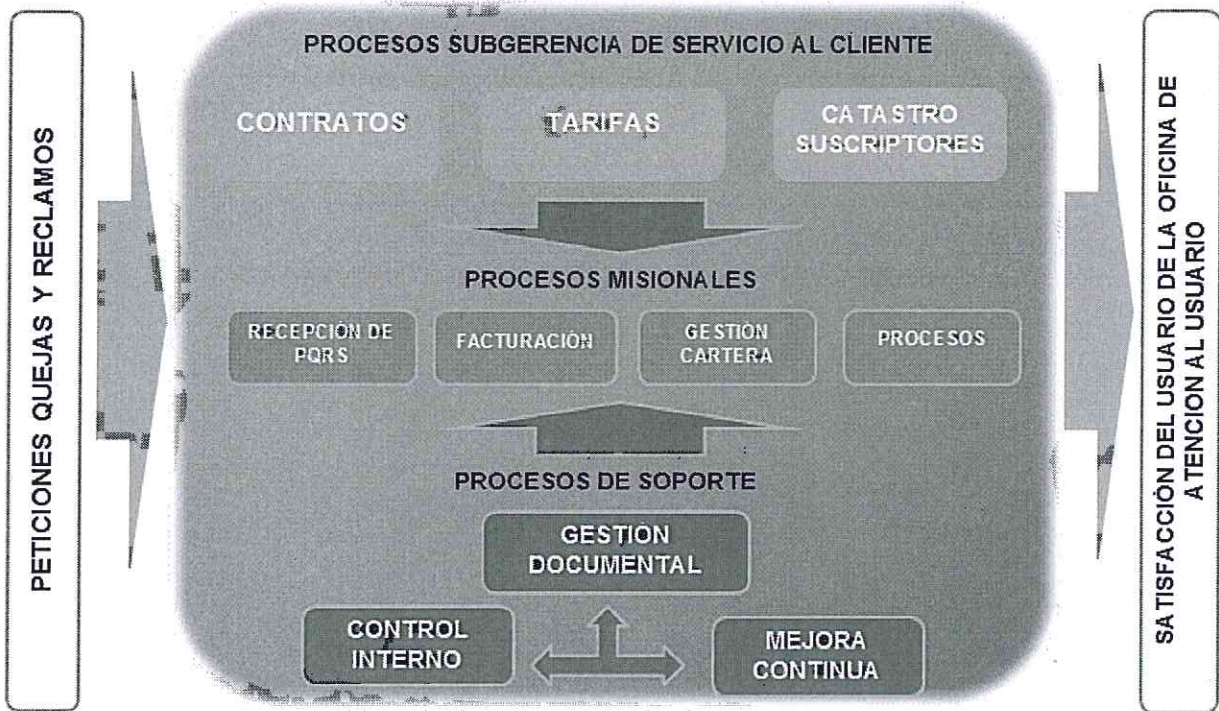 PETICIONES QUEJAS Y RECLAMOS
PROCESOS SUBGERENCIA DE SERVICIO AL CLIENTE
CONTRATOS
TARIFAS
CATASTRO
SUSCRIPTORES
PROCESOS MISIONALES
RECEPCIÓN DE
PQRS
FACTURACIÓN
GESTIÓN
CARTERA
PROCESOS
PROCESOS DE SOPORTE
GESTIÓN
DOCUMENTAL
CONTROL
INTERNO
MEJORA
CONTINUA
SATISFACCIÓN DEL USUARIO DE LA OFICINA DE
ATENCION AL USUARIO